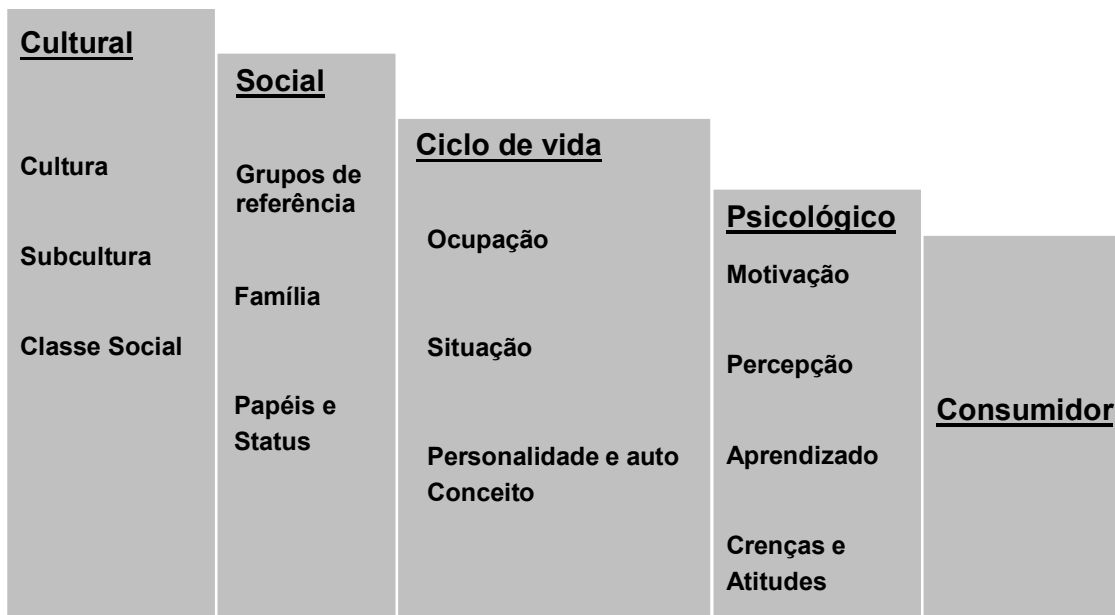 Cultural
Cultura
Subcultura
Classe Social
Social
Grupos de
referência
Família
Papéis e
Status
Ciclo de vida
Ocupação
Situação
Personalidade e auto
Conceito
Psicológico
Motivação
Percepção
Aprendizado
Crenças e
Atitudes
Consumidor